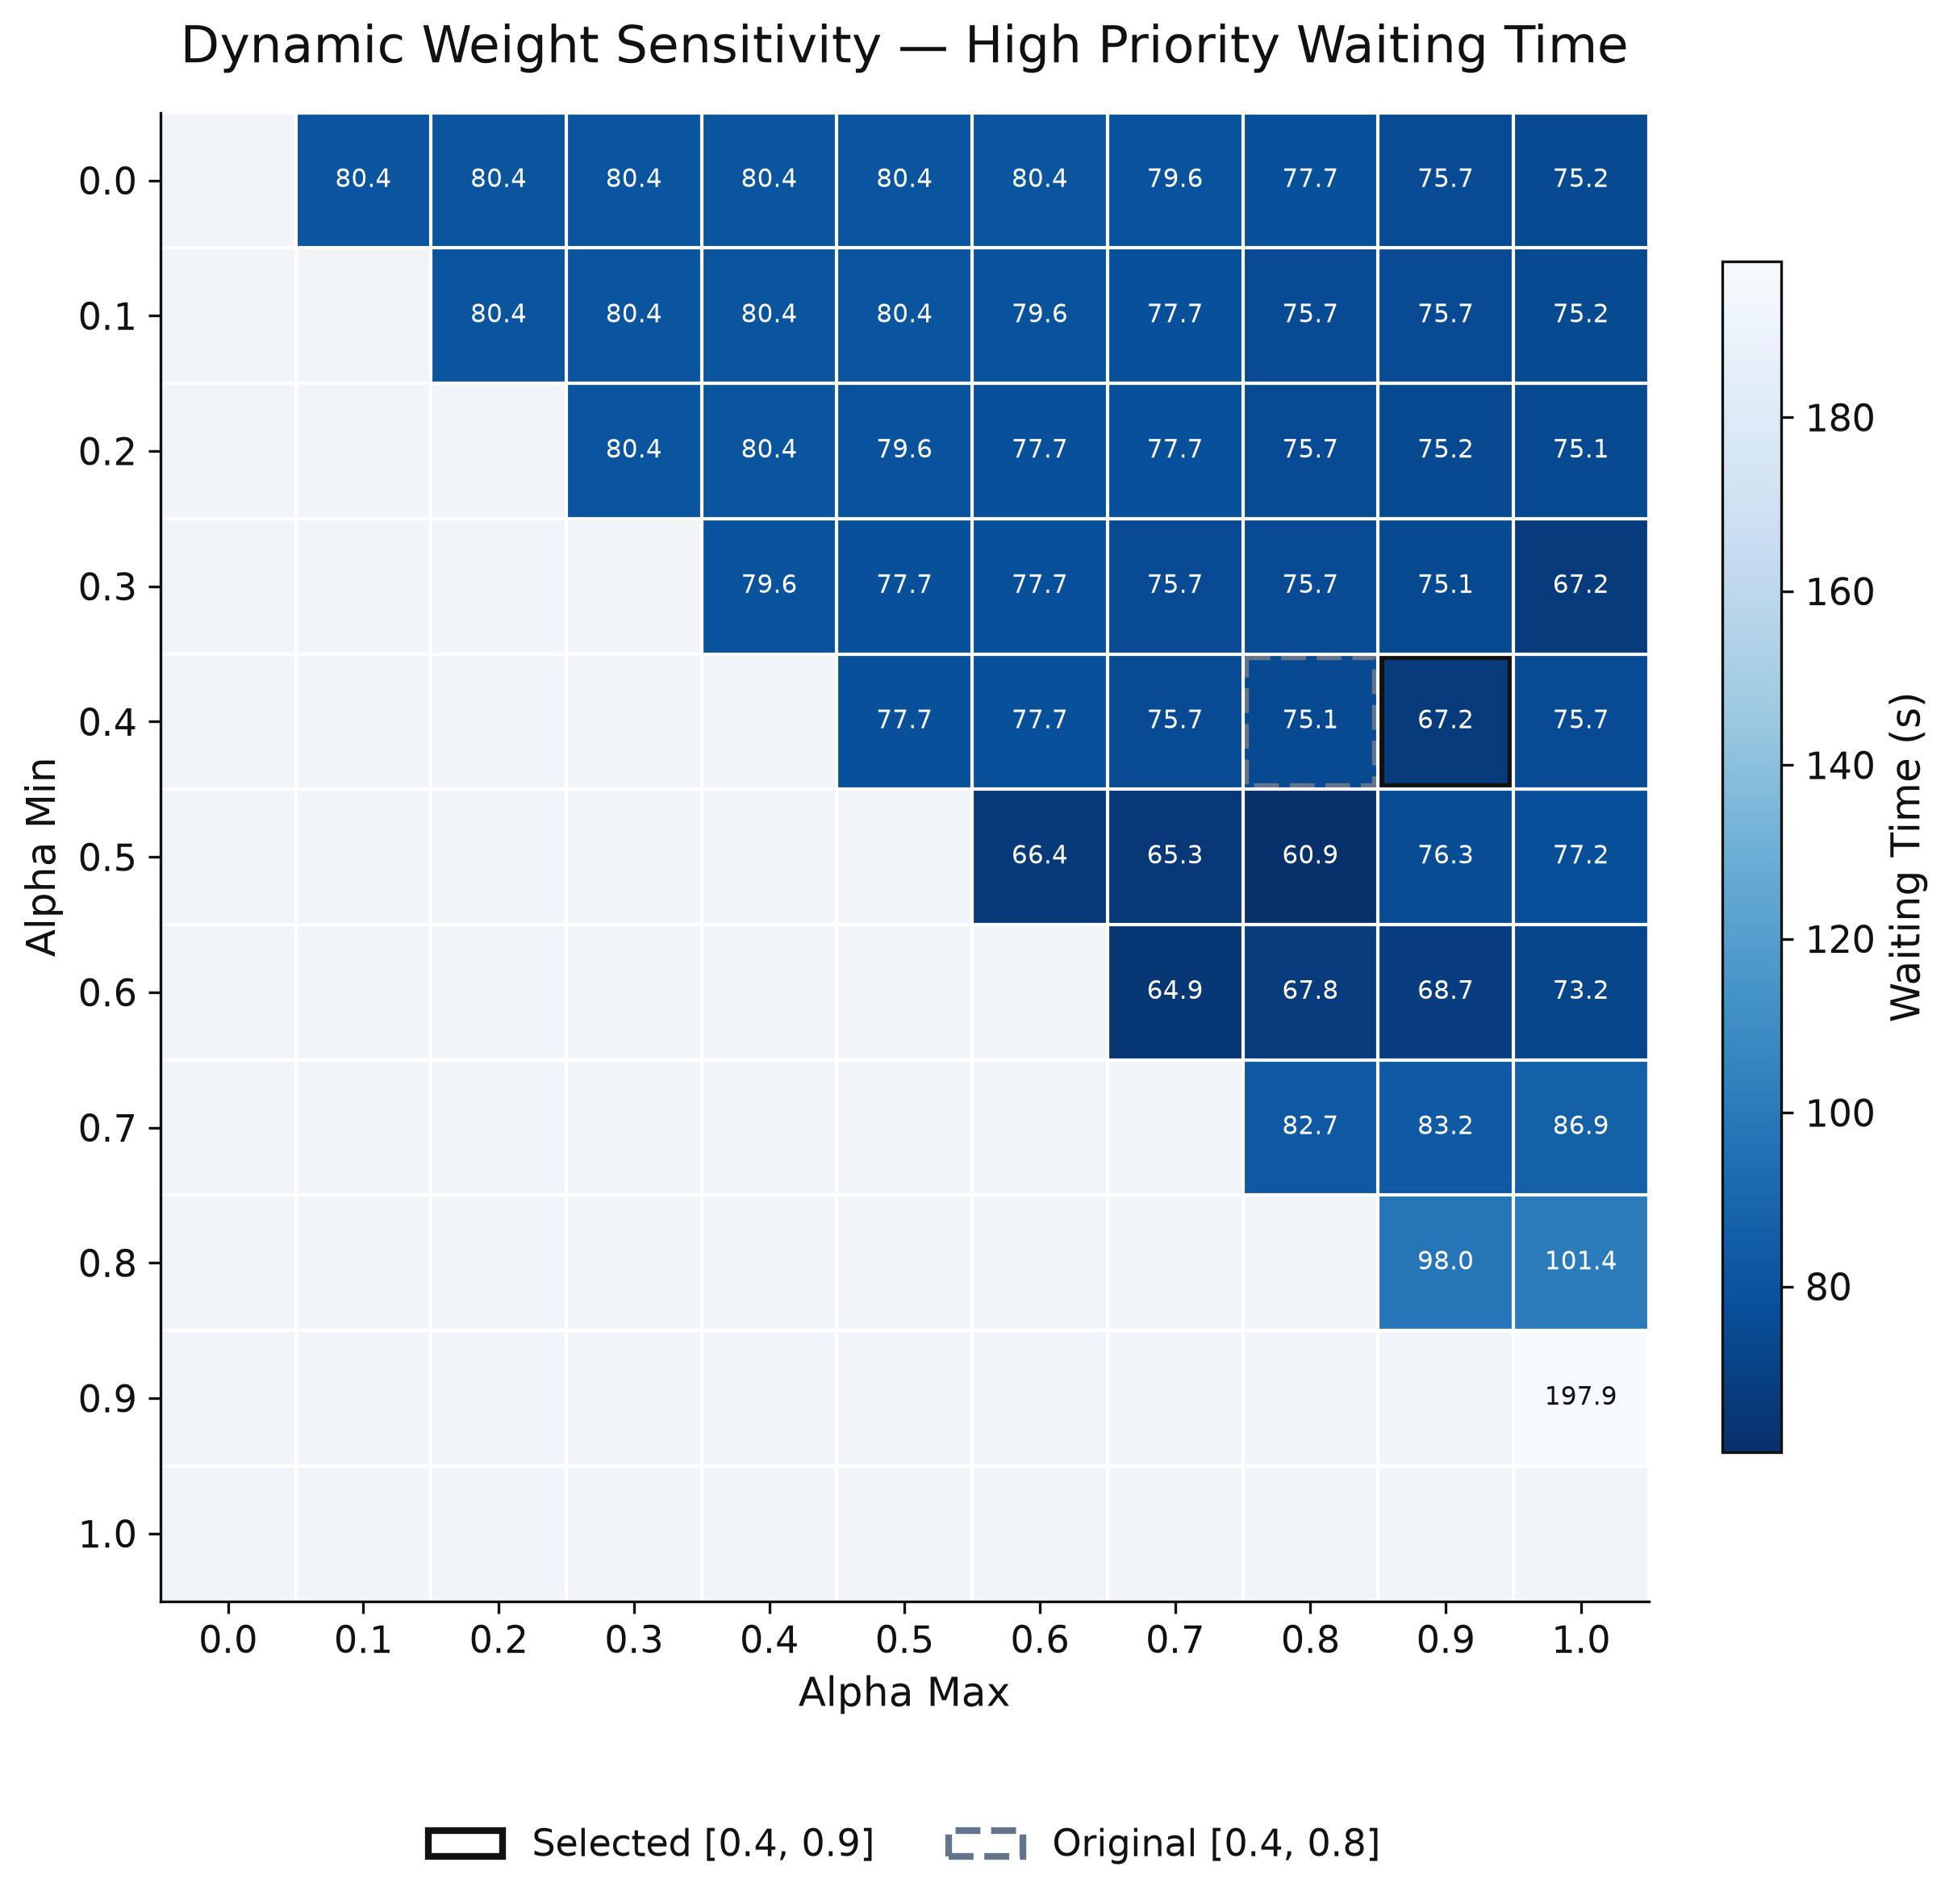 Dynamic Weight Sensitivity — High Priority Waiting Time
0.0 80.4 80.4 80.4 80.4 80.4 80.4 79.6 77.7 75.7 75.2
0.1 80.4 80.4 80.4 80.4 79.6 77.7 75.7 75.7 75.2
0.2 80.4 80.4 79.6 77.7 77.7 75.7 75.2 75.1
0.3 79.6 77.7 77.7 75.7 75.7 75.1 67.2
0.4 77.7 77.7 75.7 75.1 67.2 75.7
0.5 66.4 65.3 60.9 76.3 77.2
0.6 64.9 67.8 68.7 73.2
0.7 82.7 83.2 86.9
0.8 98.0 101.4
0.9 197.9
1.0
Alpha Min
0.0 0.1 0.2 0.3 0.4 0.5 0.6 0.7 0.8 0.9 1.0
Alpha Max
180
160
140
120
100
80
Waiting Time (s)
Selected [0.4, 0.9] Original [0.4, 0.8]